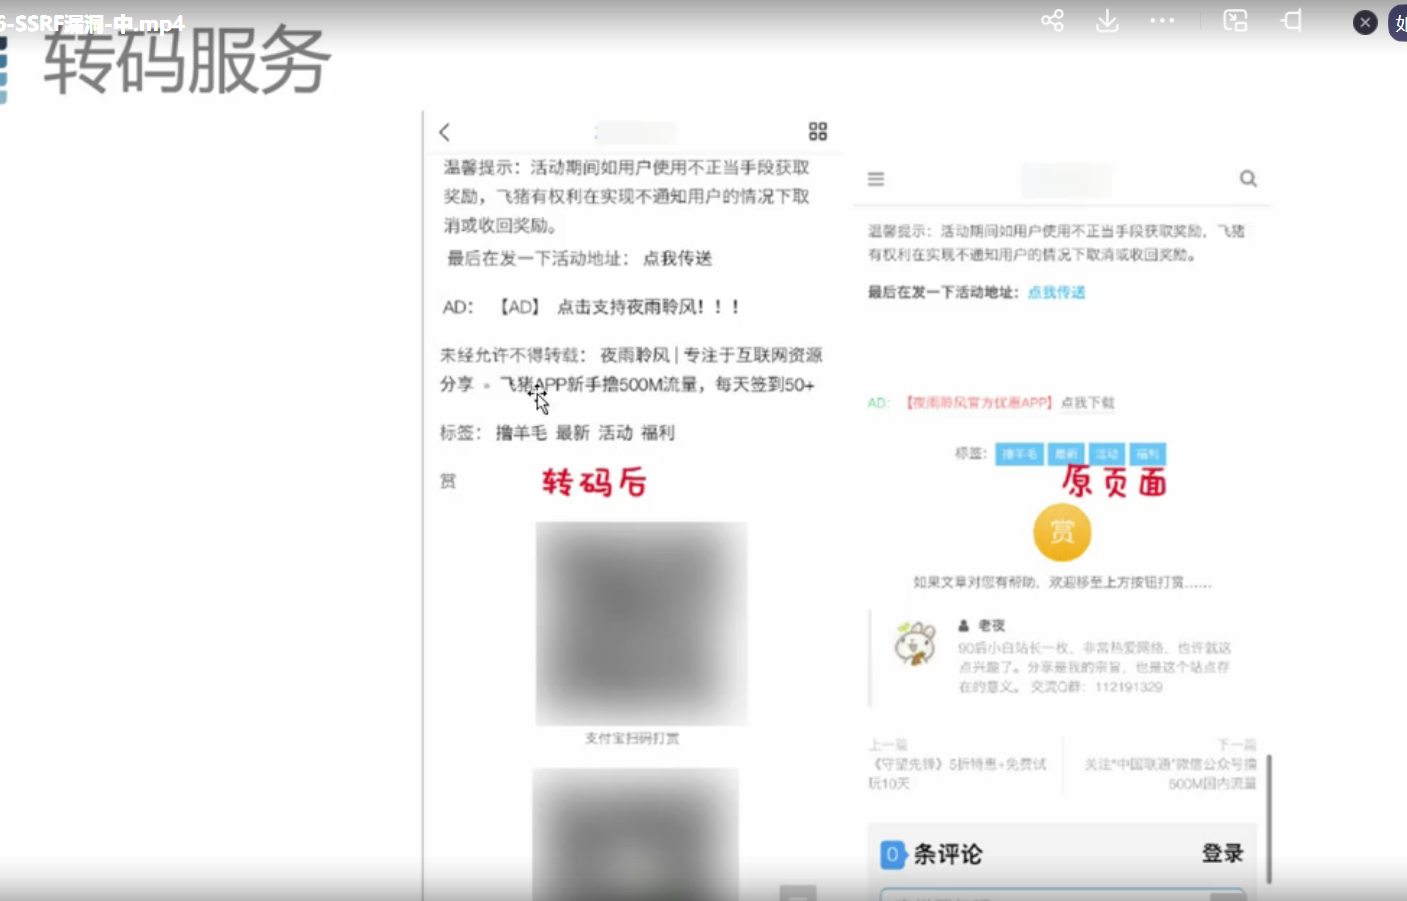 6-SSRF漏洞-中.mp4
如
转码服务
温馨提示：活动期间如用户使用不正当手段获取
奖励，飞猪有权利在实现不通知用户的情况下取
消或收回奖励。
最后在发一下活动地址： 点我传送
AD： 【AD】 点击支持夜雨聆风！！！
未经允许不得转载： 夜雨聆风 | 专注于互联网资源
分享 » 飞猪APP新手撸500M流量，每天签到50+
标签： 撸羊毛 最新 活动 福利
赏
转码后
支付宝扫码打赏
温馨提示：活动期间如用户使用不正当手段获取奖励，飞猪
有权利在实现不通知用户的情况下取消或收回奖励。
最后在发一下活动地址：点我传送
AD： 【夜雨聆风官方优惠APP】 点我下载
标签： 撸羊毛 最新 活动 福利
原页面
赏
如果文章对您有帮助，欢迎移至上方按钮打赏……
老夜
90后小白站长一枚，非常热爱网络，也许就这
点兴趣了。分享是我的宗旨，也是这个站点存
在的意义。 交流Q群：112191329
上一篇
《守望先锋》5折特惠+免费试
玩10天
下一篇
关注“中国联通”微信公众号撸
500M国内流量
0 条评论
登录